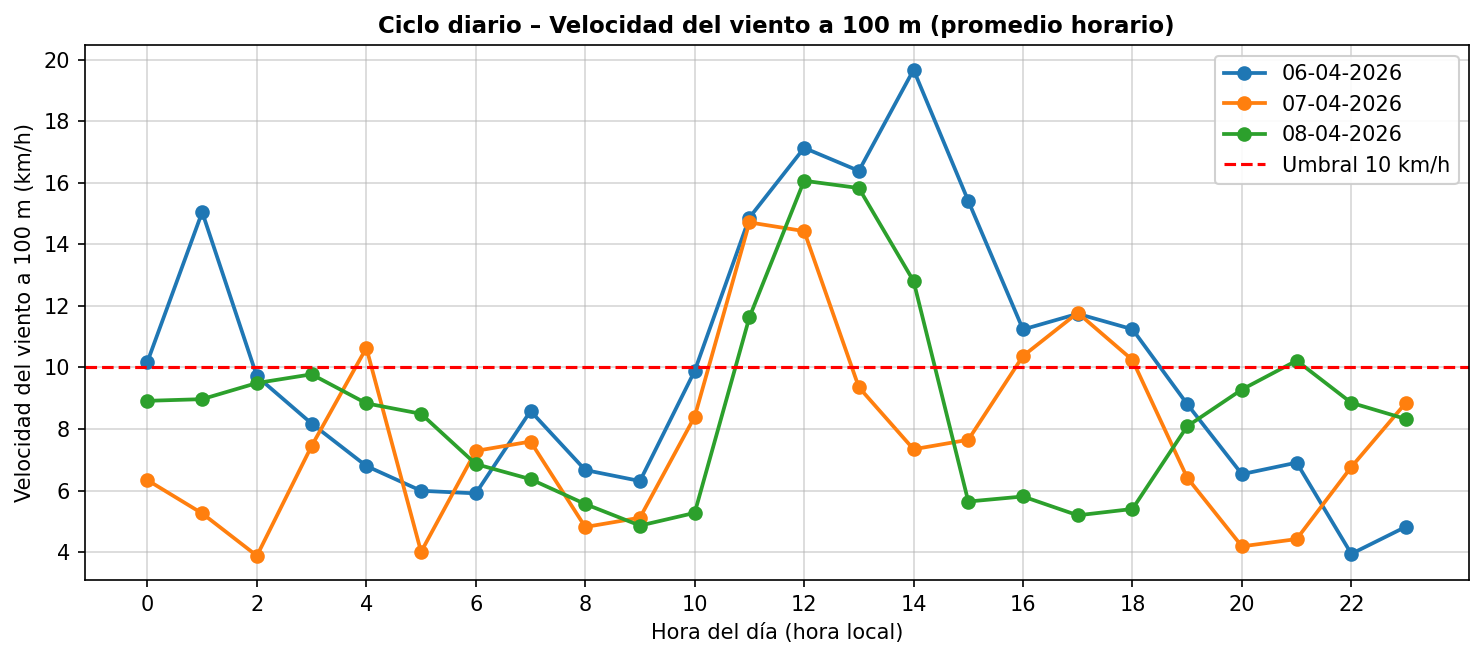 Ciclo diario – Velocidad del viento a 100 m (promedio horario)
Velocidad del viento a 100 m (km/h)
20
18
16
14
12
10
8
6
4
06-04-2026
07-04-2026
08-04-2026
Umbral 10 km/h
0 2 4 6 8 10 12 14 16 18 20 22
Hora del día (hora local)